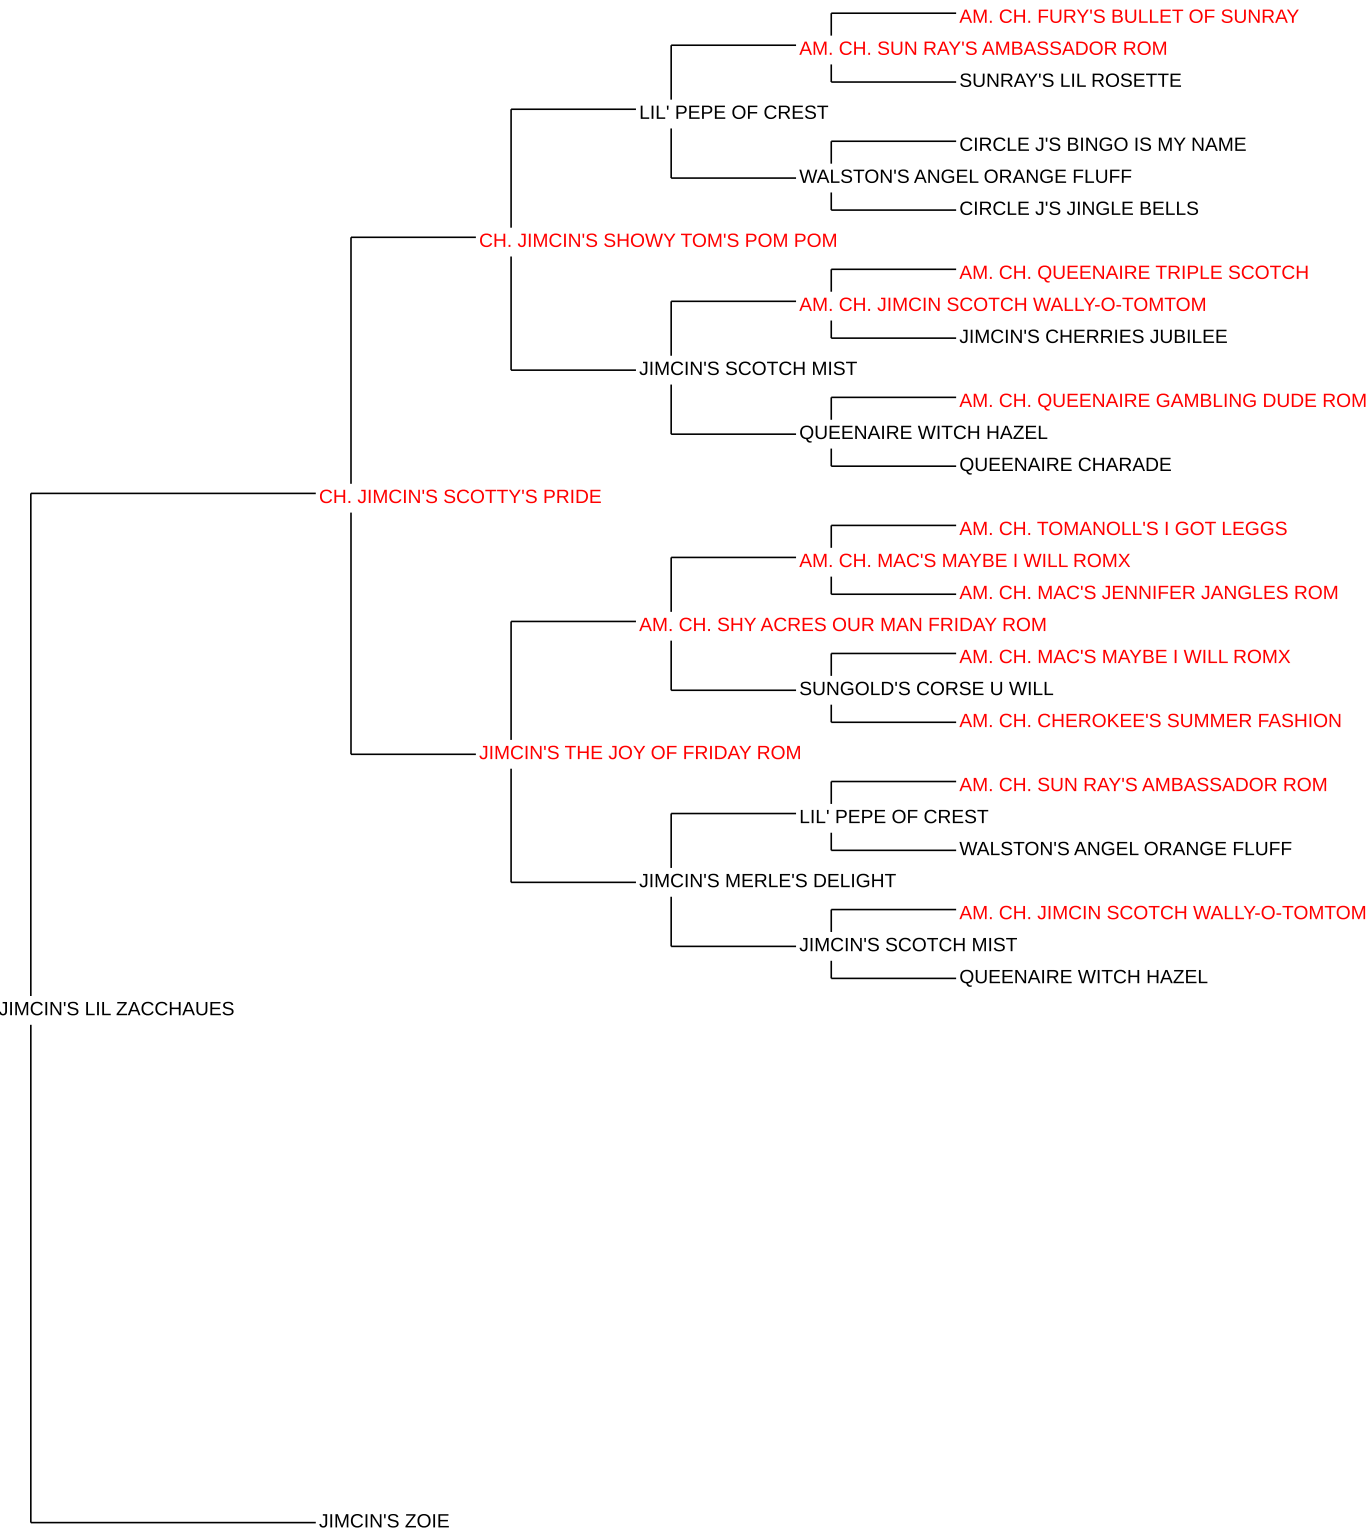 AM. CH. FURY'S BULLET OF SUNRAY
AM. CH. SUN RAY'S AMBASSADOR ROM
SUNRAY'S LIL ROSETTE
LIL' PEPE OF CREST
CIRCLE J'S BINGO IS MY NAME
WALSTON'S ANGEL ORANGE FLUFF
CIRCLE J'S JINGLE BELLS
CH. JIMCIN'S SHOWY TOM'S POM POM
AM. CH. QUEENAIRE TRIPLE SCOTCH
AM. CH. JIMCIN SCOTCH WALLY-O-TOMTOM
JIMCIN'S CHERRIES JUBILEE
JIMCIN'S SCOTCH MIST
AM. CH. QUEENAIRE GAMBLING DUDE ROM
QUEENAIRE WITCH HAZEL
QUEENAIRE CHARADE
CH. JIMCIN'S SCOTTY'S PRIDE
AM. CH. TOMANOLL'S I GOT LEGGS
AM. CH. MAC'S MAYBE I WILL ROMX
AM. CH. MAC'S JENNIFER JANGLES ROM
AM. CH. SHY ACRES OUR MAN FRIDAY ROM
AM. CH. MAC'S MAYBE I WILL ROMX
SUNGOLD'S CORSE U WILL
AM. CH. CHEROKEE'S SUMMER FASHION
JIMCIN'S THE JOY OF FRIDAY ROM
AM. CH. SUN RAY'S AMBASSADOR ROM
LIL' PEPE OF CREST
WALSTON'S ANGEL ORANGE FLUFF
JIMCIN'S MERLE'S DELIGHT
AM. CH. JIMCIN SCOTCH WALLY-O-TOMTOM
JIMCIN'S SCOTCH MIST
QUEENAIRE WITCH HAZEL
JIMCIN'S LIL ZACCHAUES
JIMCIN'S ZOIE